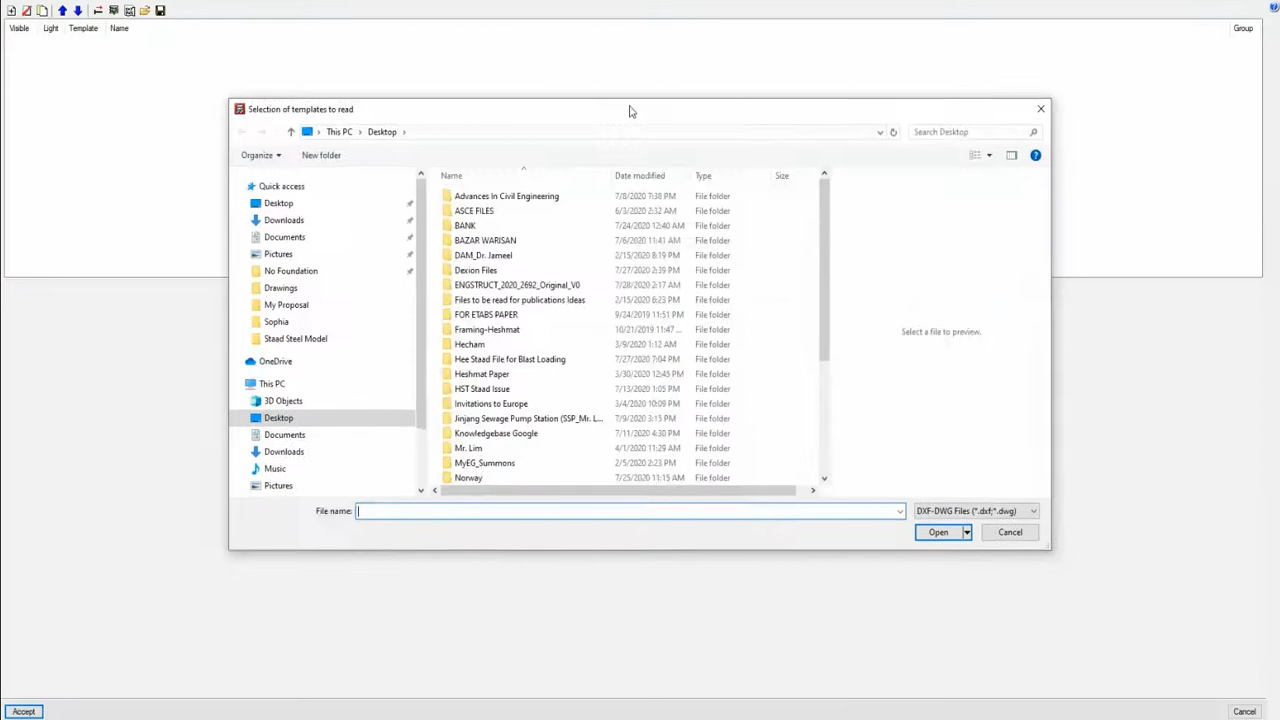 Visible Light Template Name Group
Selection of templates to read
This PC Desktop Search Desktop
Organize New folder
Name Date modified Type Size
Quick access
Desktop
Downloads
Documents
Pictures
No Foundation
Drawings
My Proposal
Sophia
Staad Steel Model
OneDrive
This PC
3D Objects
Desktop
Documents
Downloads
Music
Pictures
Advances In Civil Engineering 7/8/2020 7:38 PM File folder
ASCE FILES 6/3/2020 2:32 AM File folder
BANK 7/24/2020 12:40 AM File folder
BAZAR WARISAN 7/6/2020 11:41 AM File folder
DAM_Dr. Jameel 2/15/2020 8:19 PM File folder
Dexion Files 7/27/2020 2:39 PM File folder
ENGSTRUCT_2020_2692_Original_V0 7/28/2020 2:17 AM File folder
Files to be read for publications Ideas 2/15/2020 6:23 PM File folder
FOR ETABS PAPER 9/24/2019 11:51 PM File folder
Framing-Heshmat 10/21/2019 11:47 ... File folder
Hecham 3/9/2020 1:12 AM File folder
Hee Staad File for Blast Loading 7/27/2020 7:04 PM File folder
Heshmat Paper 3/30/2020 12:45 PM File folder
HST Staad Issue 7/13/2020 1:05 PM File folder
Invitations to Europe 3/4/2020 10:09 PM File folder
Jinjang Sewage Pump Station (SSP_Mr. L... 7/9/2020 3:15 PM File folder
Knowledgebase Google 7/11/2020 4:30 PM File folder
Mr. Lim 4/1/2020 11:29 AM File folder
MyEG_Summons 2/5/2020 2:23 PM File folder
Norway 7/25/2020 11:15 AM File folder
Select a file to preview.
File name: DXF-DWG Files (*.dxf;*.dwg)
Open Cancel
Accept Cancel